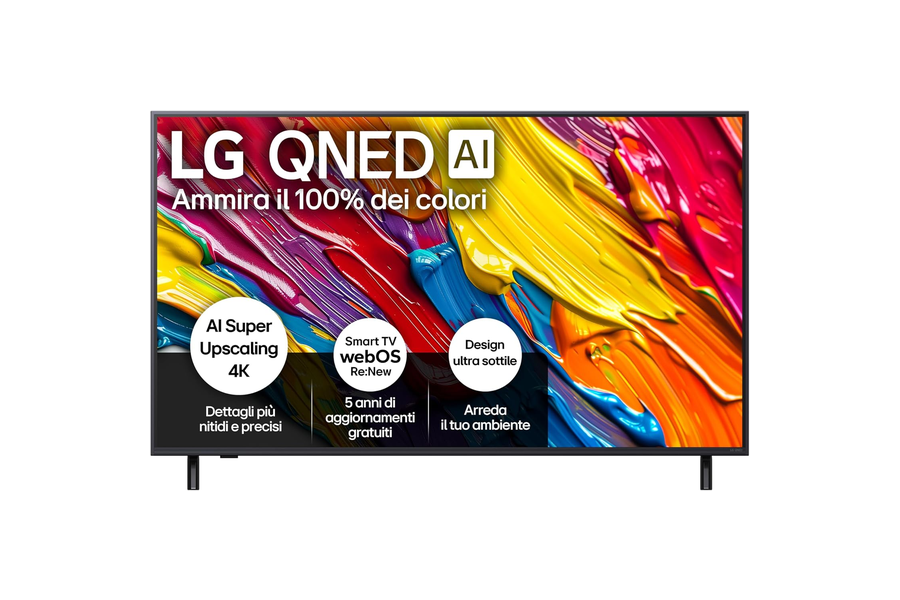 LG QNED AI
Ammira il 100% dei colori
AI Super
Upscaling
4K
Dettagli più
nitidi e precisi
Smart TV
webOS
Re:New
5 anni di
aggiornamenti
gratuiti
Design
ultra sottile
Arreda
il tuo ambiente